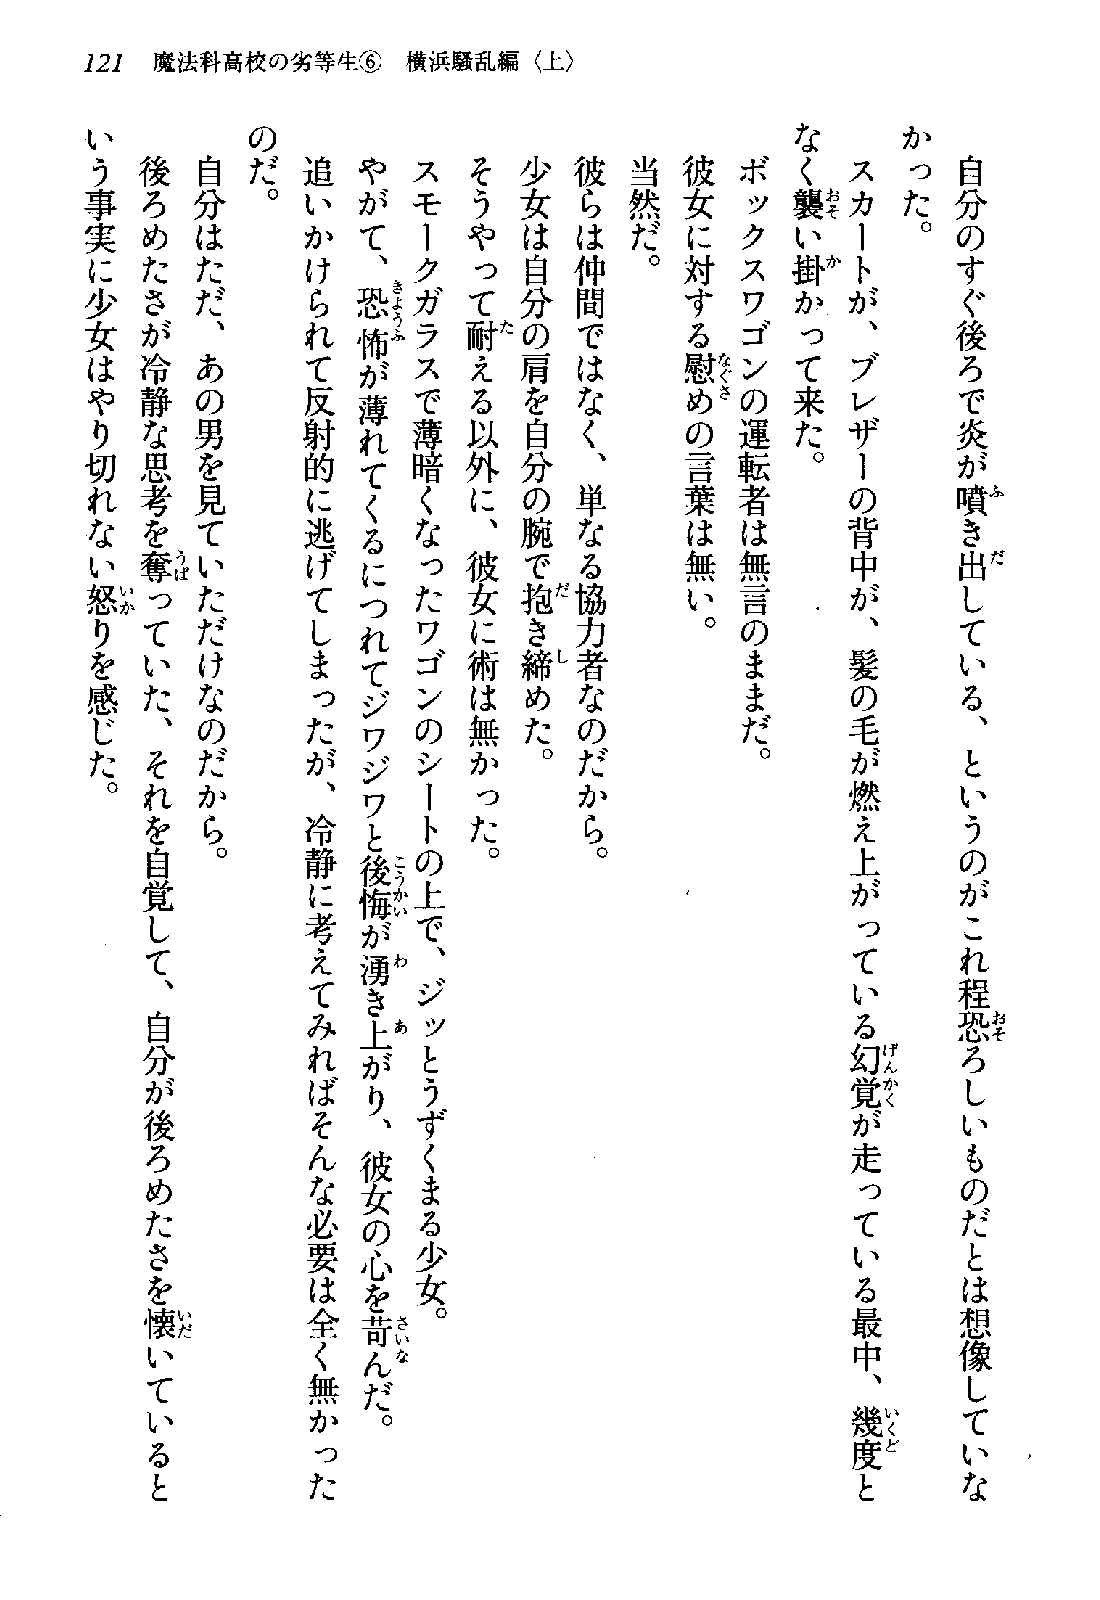 121 魔法科高校の劣等生⑥ 横浜騒乱編〈上〉
自分のすぐ後ろで炎が噴き出している、というのがこれ程恐ろしいものだとは想像していな
かった。
スカートが、ブレザーの背中が、髪の毛が燃え上がっている幻覚が走っている最中、幾度と
なく襲い掛かって来た。
ボックスワゴンの運転者は無言のままだ。
彼女に対する慰めの言葉は無い。
当然だ。
彼らは仲間ではなく、単なる協力者なのだから。
少女は自分の肩を自分の腕で抱き締めた。
そうやって耐える以外に、彼女に術は無かった。
スモークガラスで薄暗くなったワゴンのシートの上で、ジッとうずくまる少女。
やがて、恐怖が薄れてくるにつれてジワジワと後悔が湧き上がり、彼女の心を苛んだ。
追いかけられて反射的に逃げてしまったが、冷静に考えてみればそんな必要は全く無かった
のだ。
自分はただ、あの男を見ていただけなのだから。
後ろめたさが冷静な思考を奪っていた、それを自覚して、自分が後ろめたさを懐いていると
いう事実に少女はやり切れない怒りを感じた。